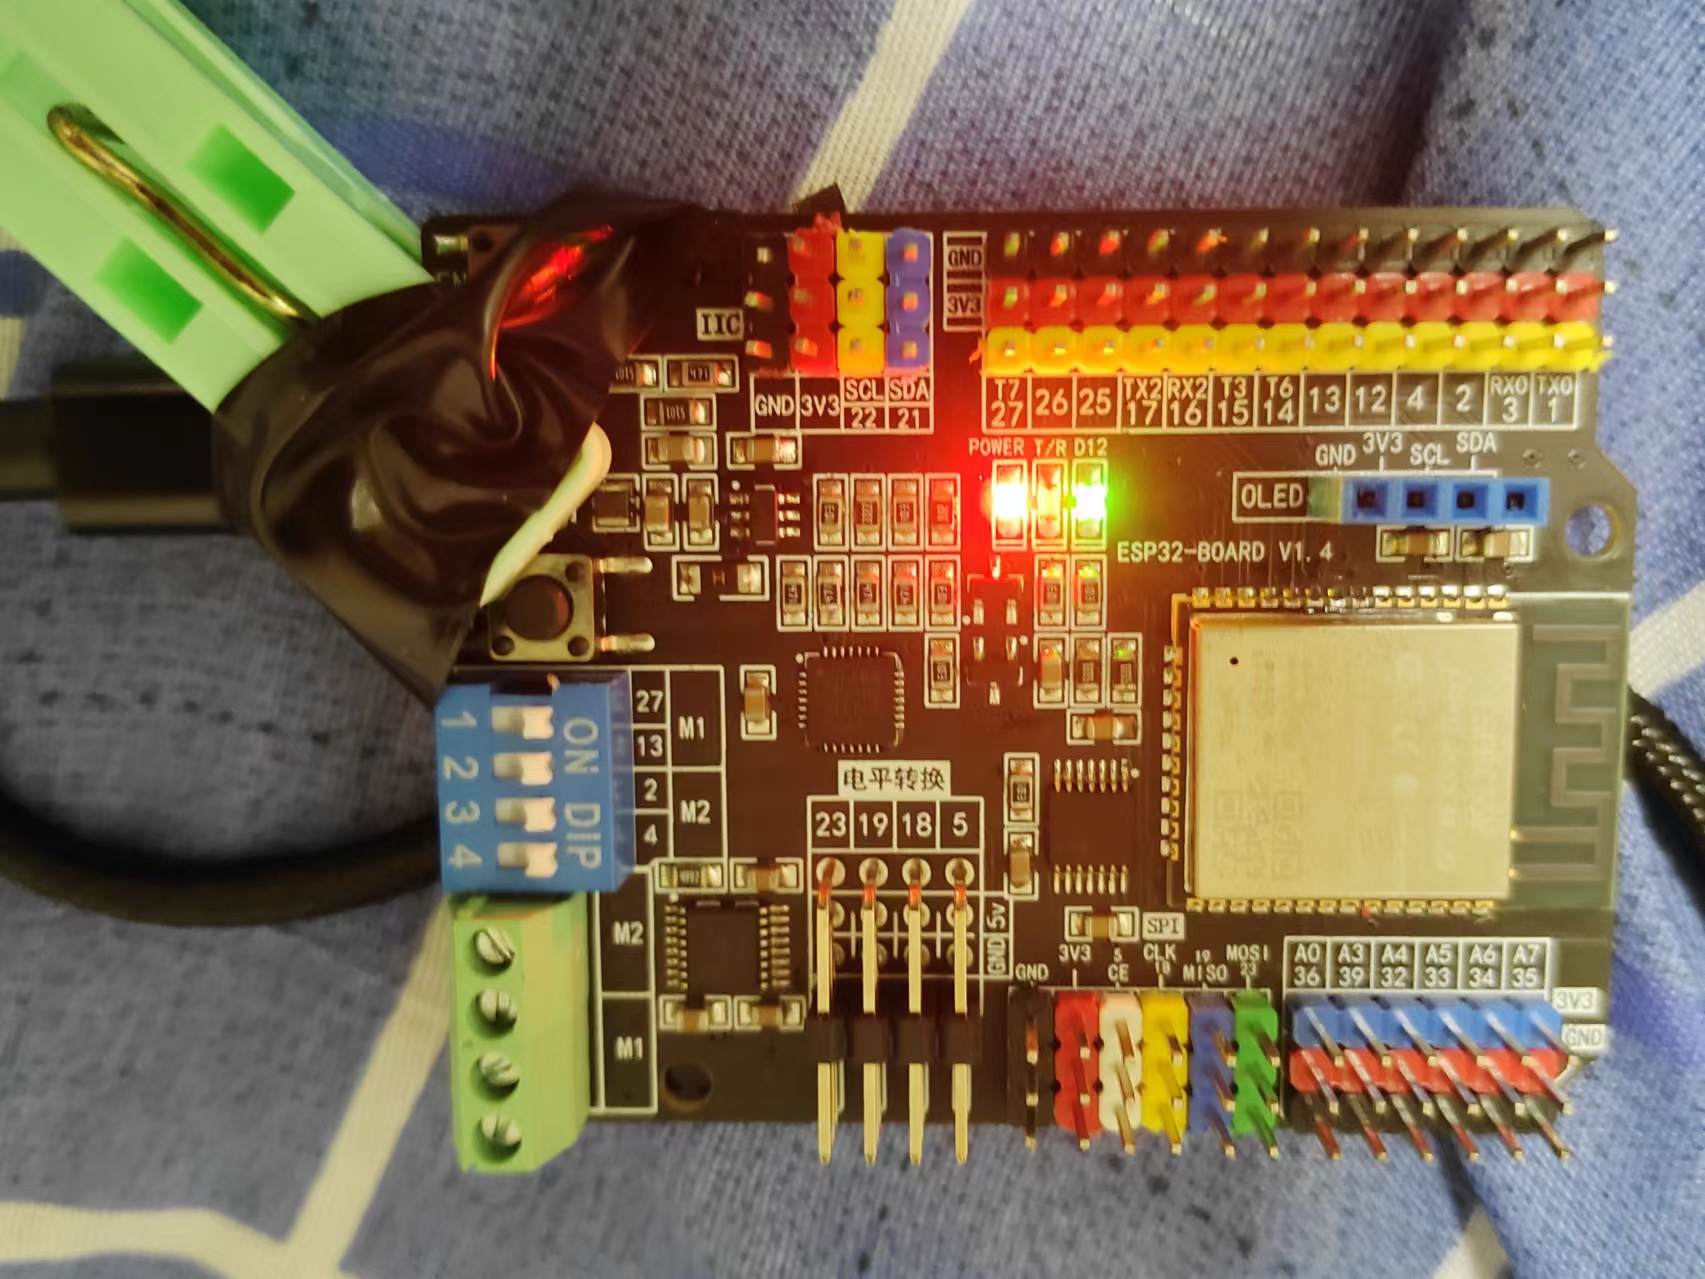 IIC
GND 3V3 SCL 22 SDA 21
GND
3V3
T7 27 26 25 TX2 17 RX2 16 T3 15 T6 14 13 12 4 2 RX0 3 TX0 1
POWER T/R D12
GND 3V3 SCL SDA
OLED
ESP32-BOARD V1.4
ON DIP
1 2 3 4
27
13
M1
2
4
M2
电平转换
23 19 18 5
5v
GND
M2
M1
SPI
GND 3V3 5 CE CLK 18 19 MISO MOSI 23
A0 36 A3 39 A4 32 A5 33 A6 34 A7 35
3V3
GND